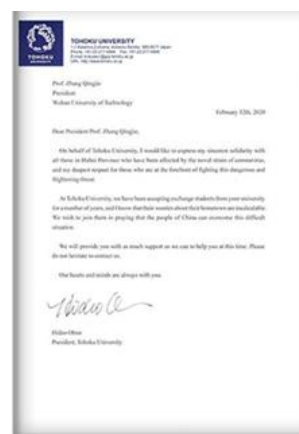 TOHOKU
TOHOKU UNIVERSITY
Prof. Zhang Qingjie
President
Wuhan University of Technology
February 12th, 2020
Dear President Prof. Zhang Qingjie,
On behalf of Tohoku University, I would like to express my sincerest solidarity with
all those in Hubei Province who have been affected by the novel strain of coronavirus,
and my deepest respect for those who are at the forefront of fighting this dangerous and
frightening threat.
At Tohoku University, we have been accepting exchange students from your university
for a number of years, and I know that their worries about their hometown are incalculable.
We wish to join them in praying that the people of China can overcome this difficult
situation.
We will provide you with as much support as we can to help you at this time. Please
do not hesitate to contact us.
Our hearts and minds are always with you.
Hideo Ohno
President, Tohoku University